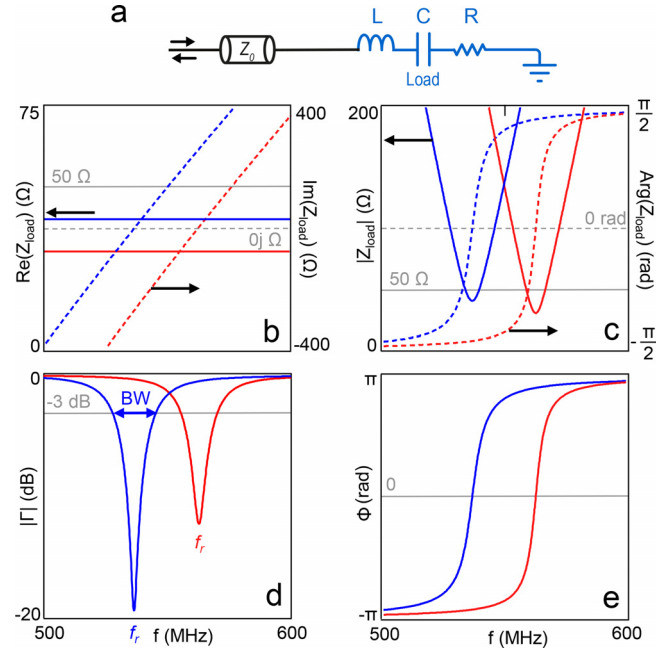 a
L
C
R
Z0
Load
75
400
50 Ω
0j Ω
Re(Zload) (Ω)
Im(Zload) (Ω)
0
-400
b
200
π/2
0 rad
50 Ω
|Zload| (Ω)
Arg(Zload) (rad)
0
-π/2
c
0
BW
-3 dB
|Γ| (dB)
fr
-20
d
500
fr
f (MHz)
600
π
0
Φ (rad)
-π
e
500
f (MHz)
600